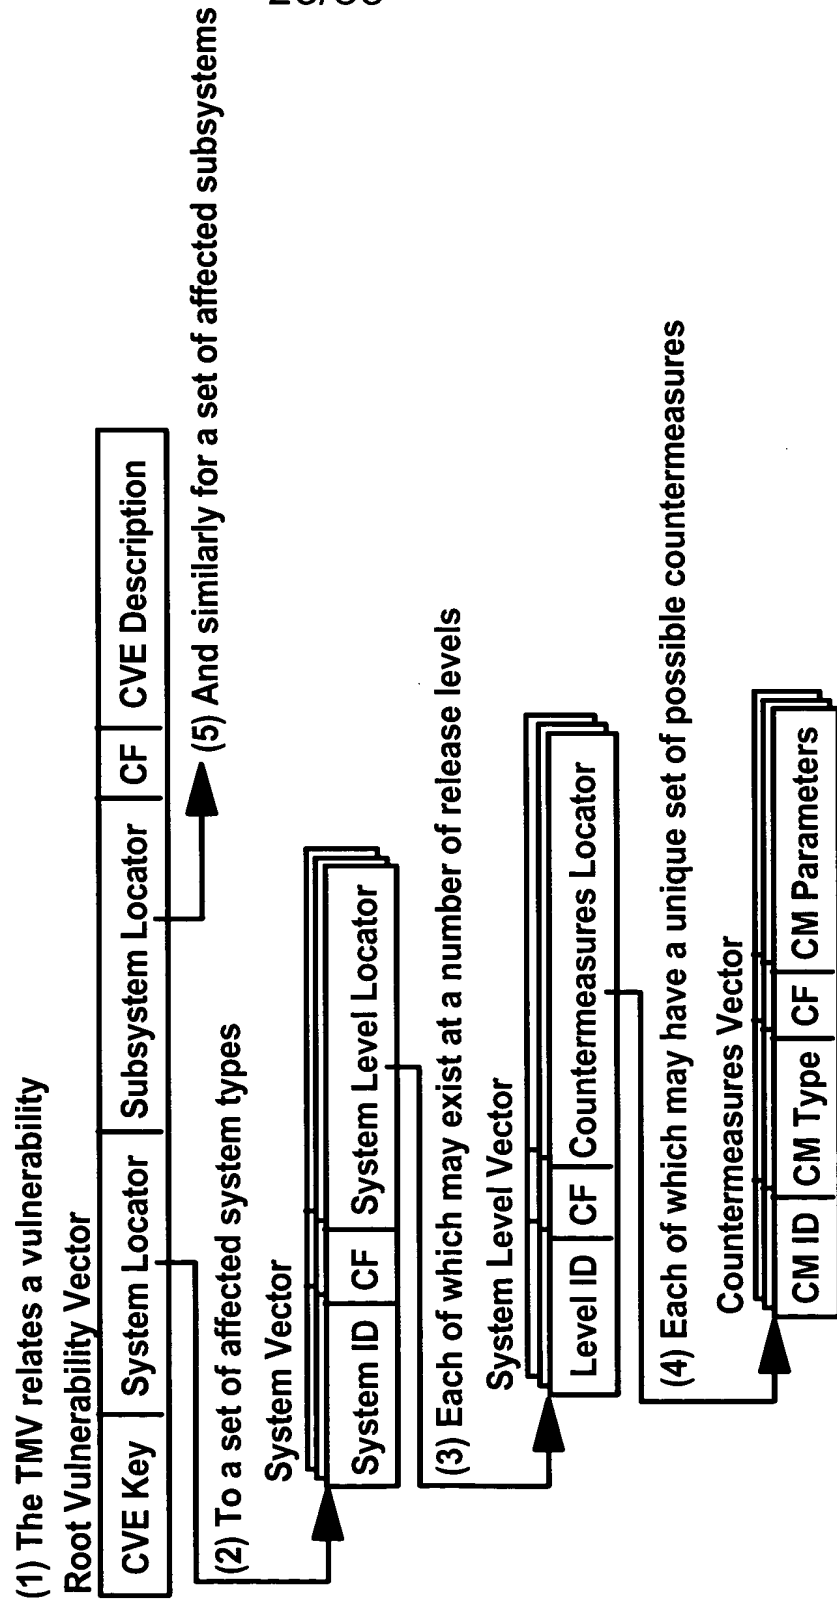 (1) The TMV relates a vulnerability
Root Vulnerability Vector
CVE Key System Locator Subsystem Locator CF CVE Description
(5) And similarly for a set of affected subsystems
(2) To a set of affected system types
System Vector
System ID CF System Level Locator
(3) Each of which may exist at a number of release levels
System Level Vector
Level ID CF Countermeasures Locator
(4) Each of which may have a unique set of possible countermeasures
Countermeasures Vector
CM ID CM Type CF CM Parameters